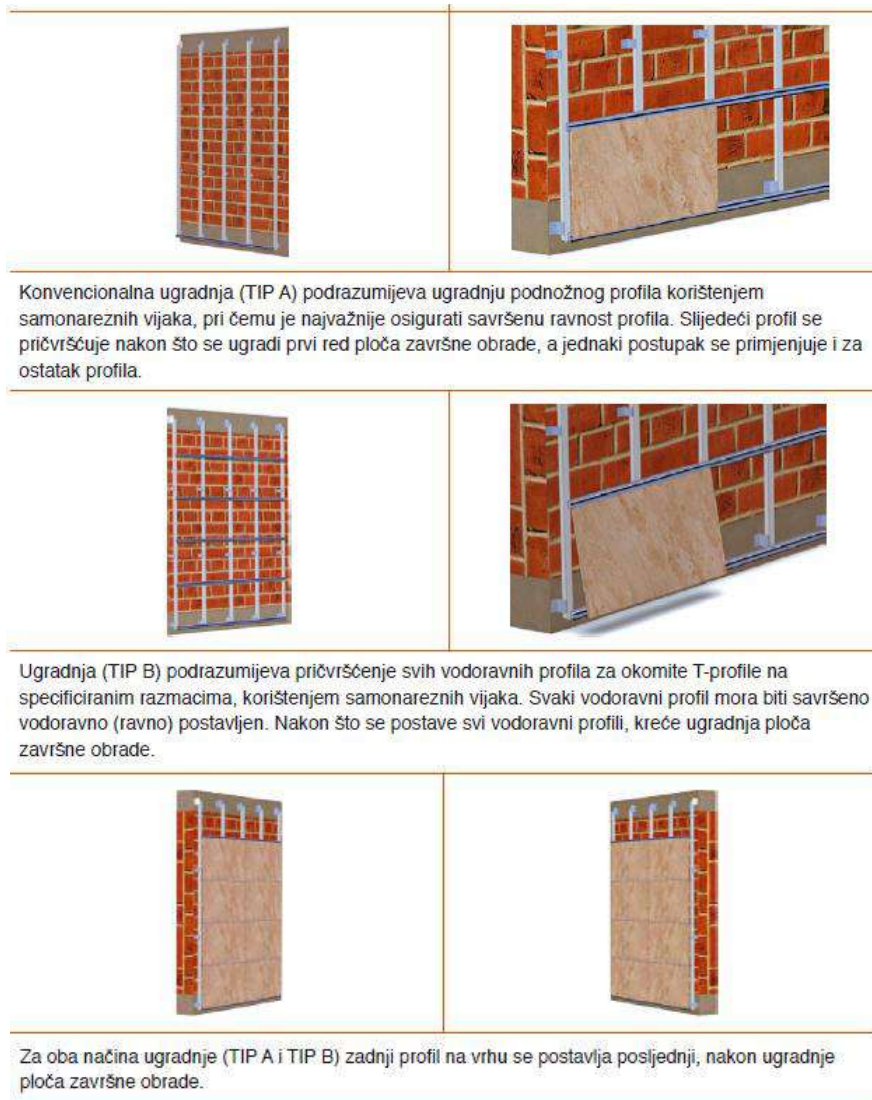 Konvencionalna ugradnja (TIP A) podrazumijeva ugradnju podnožnog profila korištenjem
samonareznih vijaka, pri čemu je najvažnije osigurati savršenu ravnost profila. Slijedeći profil se
pričvršćuje nakon što se ugradi prvi red ploča završne obrade, a jednaki postupak se primjenjuje i za
ostatak profila.
Ugradnja (TIP B) podrazumijeva pričvršćenje svih vodoravnih profila za okomite T-profile na
specificiranim razmacima, korištenjem samonareznih vijaka. Svaki vodoravni profil mora biti savršeno
vodoravno (ravno) postavljen. Nakon što se postave svi vodoravni profili, kreće ugradnja ploča
završne obrade.
Za oba načina ugradnje (TIP A i TIP B) zadnji profil na vrhu se postavlja posljednji, nakon ugradnje
ploča završne obrade.